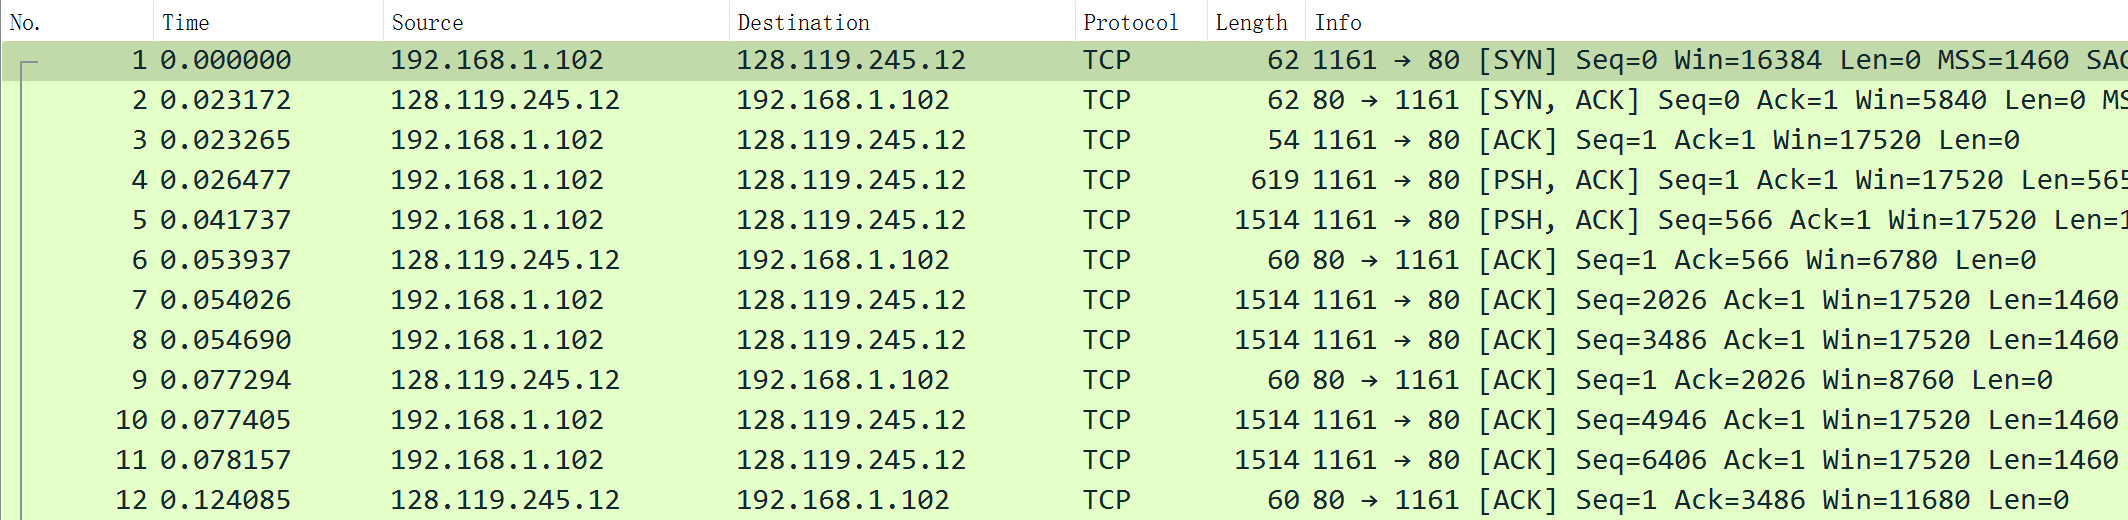 No. Time Source Destination Protocol Length Info
1 0.000000 192.168.1.102 128.119.245.12 TCP 62 1161 → 80 [SYN] Seq=0 Win=16384 Len=0 MSS=1460 SAC
2 0.023172 128.119.245.12 192.168.1.102 TCP 62 80 → 1161 [SYN, ACK] Seq=0 Ack=1 Win=5840 Len=0 MS
3 0.023265 192.168.1.102 128.119.245.12 TCP 54 1161 → 80 [ACK] Seq=1 Ack=1 Win=17520 Len=0
4 0.026477 192.168.1.102 128.119.245.12 TCP 619 1161 → 80 [PSH, ACK] Seq=1 Ack=1 Win=17520 Len=565
5 0.041737 192.168.1.102 128.119.245.12 TCP 1514 1161 → 80 [PSH, ACK] Seq=566 Ack=1 Win=17520 Len=1
6 0.053937 128.119.245.12 192.168.1.102 TCP 60 80 → 1161 [ACK] Seq=1 Ack=566 Win=6780 Len=0
7 0.054026 192.168.1.102 128.119.245.12 TCP 1514 1161 → 80 [ACK] Seq=2026 Ack=1 Win=17520 Len=1460
8 0.054690 192.168.1.102 128.119.245.12 TCP 1514 1161 → 80 [ACK] Seq=3486 Ack=1 Win=17520 Len=1460
9 0.077294 128.119.245.12 192.168.1.102 TCP 60 80 → 1161 [ACK] Seq=1 Ack=2026 Win=8760 Len=0
10 0.077405 192.168.1.102 128.119.245.12 TCP 1514 1161 → 80 [ACK] Seq=4946 Ack=1 Win=17520 Len=1460
11 0.078157 192.168.1.102 128.119.245.12 TCP 1514 1161 → 80 [ACK] Seq=6406 Ack=1 Win=17520 Len=1460
12 0.124085 128.119.245.12 192.168.1.102 TCP 60 80 → 1161 [ACK] Seq=1 Ack=3486 Win=11680 Len=0